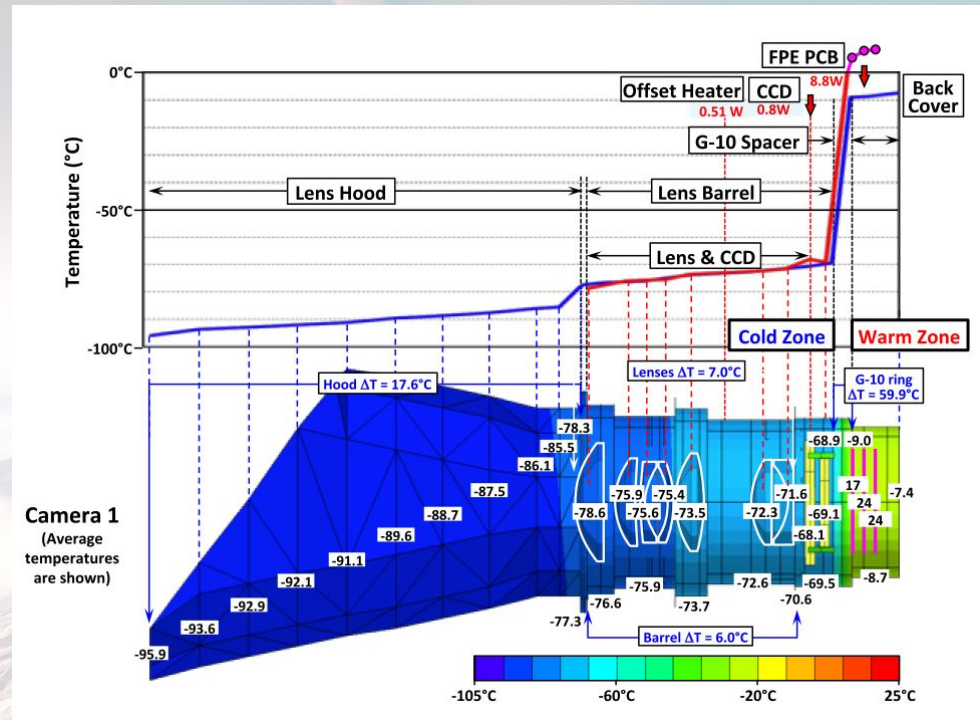 FPE PCB
0°C
Offset Heater
CCD
8.8W
Back
Cover
0.51 W
0.8W
G-10 Spacer
Temperature (°C)
Lens Hood
Lens Barrel
-50°C
Lens & CCD
Cold Zone
Warm Zone
-100°C
Hood ΔT = 17.6°C
Lenses ΔT = 7.0°C
G-10 ring
ΔT = 59.9°C
-78.3
-68.9
-9.0
-85.5
-86.1
-87.5
-75.9
-75.4
-71.6
17
-7.4
24
Camera 1
-88.7
-78.6
-75.6
-73.5
-72.3
-69.1
24
(Average
temperatures
are shown)
-89.6
-68.1
-91.1
-92.1
-75.9
-72.6
-69.5
-8.7
-92.9
-76.6
-73.7
-70.6
-93.6
-77.3
-95.9
Barrel ΔT = 6.0°C
-105°C
-60°C
-20°C
25°C